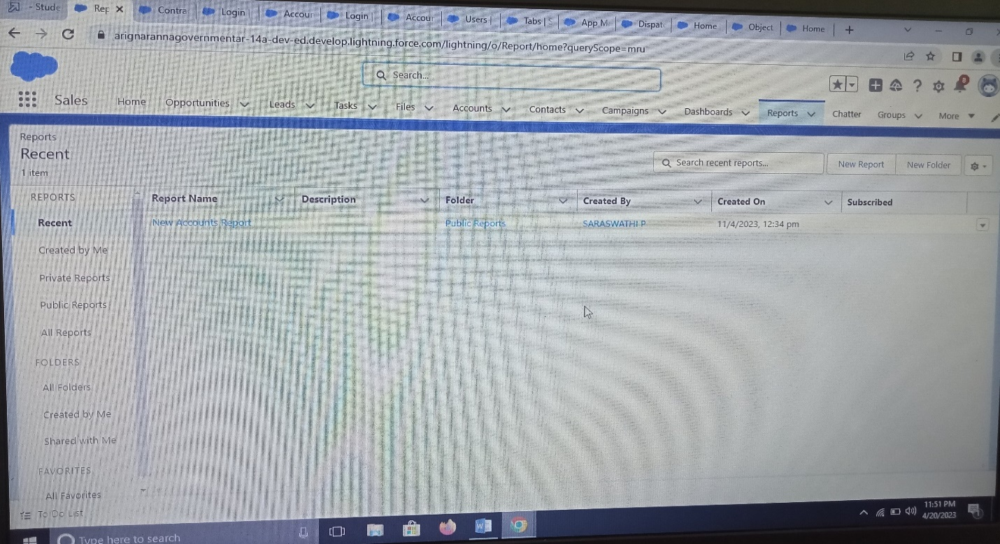 - Stude
Rep
Contra
Login
Accour
Login
Accour
Users
Tabs | S
App M
Dispat
Home
Object
Home
arignarannagovernmentar-14a-dev-ed.develop.lightning.force.com/lightning/o/Report/home?queryScope=mru
Search...
8
Sales
Home
Opportunities
Leads
Tasks
Files
Accounts
Contacts
Campaigns
Dashboards
Reports
Chatter
Groups
More
Reports
Recent
1 item
Search recent reports...
New Report
New Folder
REPORTS
Report Name
Description
Folder
Created By
Created On
Subscribed
Recent
New Accounts Report
Public Reports
SARASWATHI P
11/4/2023, 12:34 pm
Created by Me
Private Reports
Public Reports
All Reports
FOLDERS
All Folders
Created by Me
Shared with Me
FAVORITES
All Favorites
To Do List
Type here to search
11:51 PM
4/20/2023